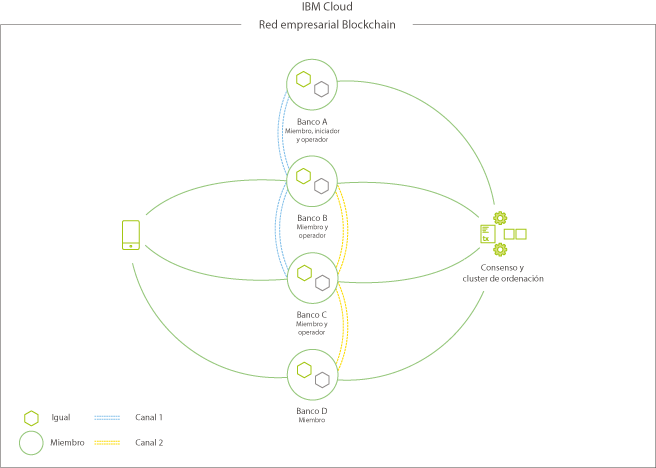 IBM Cloud
Red empresarial Blockchain
Banco A
Miembro, iniciador
y operador
Banco B
Miembro y
operador
Consenso y
cluster de ordenación
Banco C
Miembro y
operador
Banco D
Miembro
Igual
Canal 1
Miembro
Canal 2